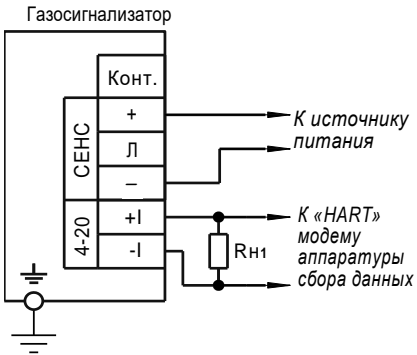 Газосигнализатор
Конт.
СЕНС
+
Л
–
4-20
+I
-I
Rн1
К источнику
питания
К «HART»
модему
аппаратуры
сбора данных